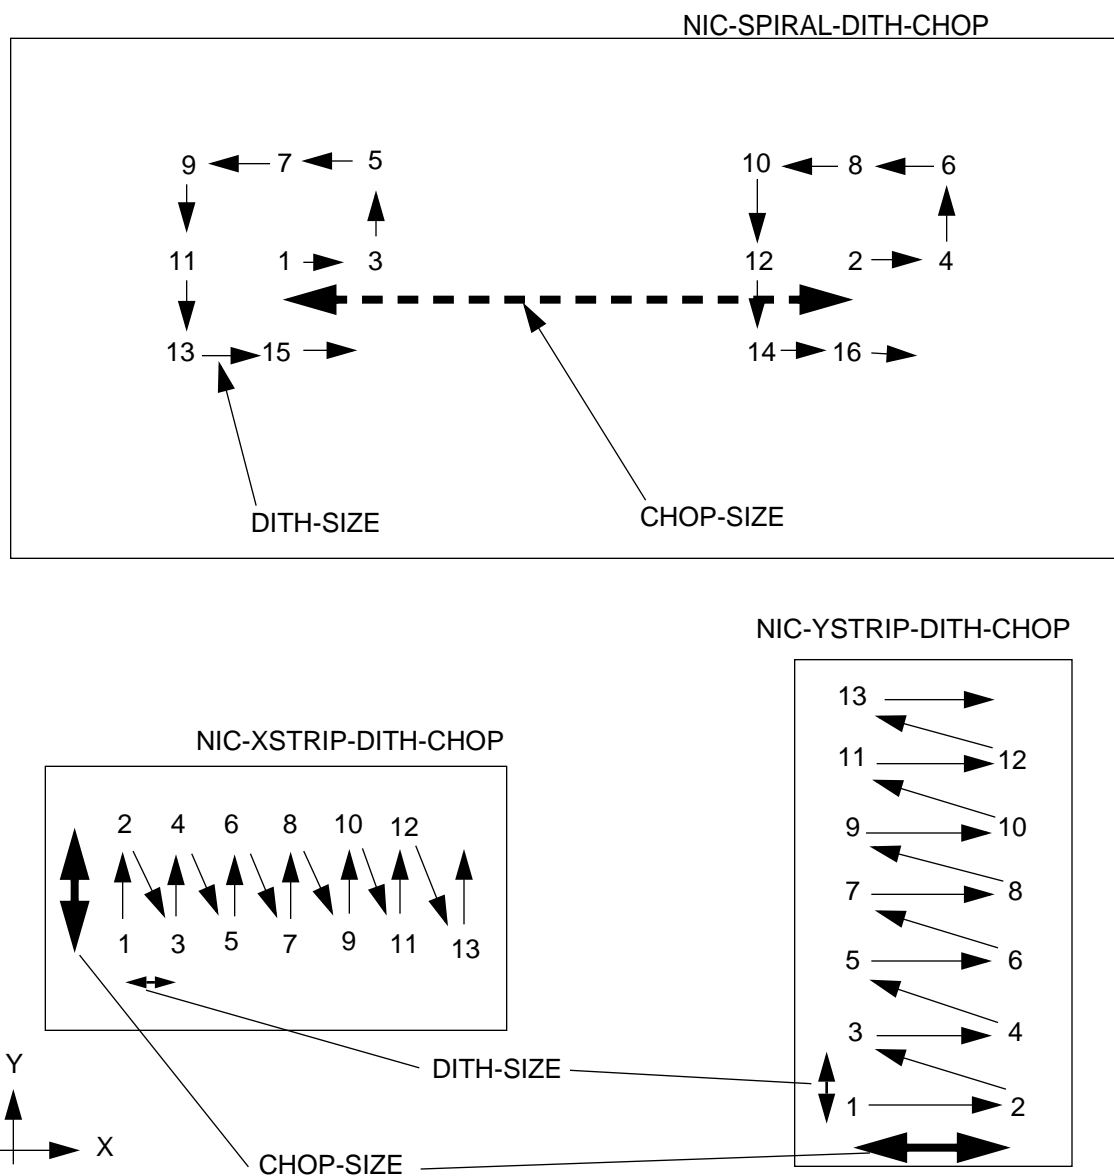 NIC-SPIRAL-DITH-CHOP
9 7 5 10 8 6
11 1 3 12 2 4
13 15 14 16
DITH-SIZE CHOP-SIZE
NIC-YSTRIP-DITH-CHOP
13
NIC-XSTRIP-DITH-CHOP
11 12
2 4 6 8 10 12
9 10
7 8
1 3 5 7 9 11 13
5 6
3 4
DITH-SIZE
Y
1 2
X
CHOP-SIZE